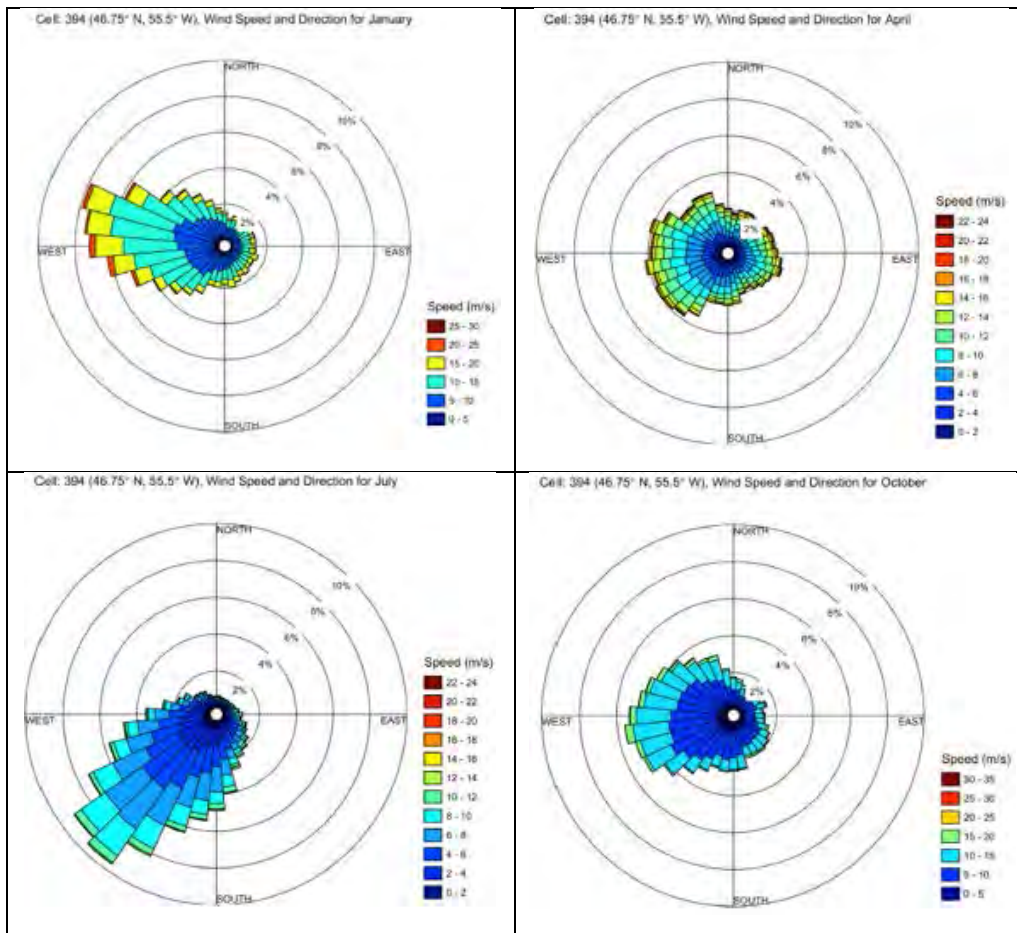 Cell: 394 (46.75° N, 55.5° W), Wind Speed and Direction for January
NORTH
10%
8%
6%
4%
2%
WEST
EAST
SOUTH
Speed (m/s)
25 - 30
20 - 25
15 - 20
10 - 15
5 - 10
0 - 5
Cell: 394 (46.75° N, 55.5° W), Wind Speed and Direction for April
NORTH
10%
8%
6%
4%
2%
WEST
EAST
SOUTH
Speed (m/s)
22 - 24
20 - 22
18 - 20
16 - 18
14 - 16
12 - 14
10 - 12
8 - 10
6 - 8
4 - 6
2 - 4
0 - 2
Cell: 394 (46.75° N, 55.5° W), Wind Speed and Direction for July
NORTH
10%
8%
6%
4%
2%
WEST
EAST
SOUTH
Speed (m/s)
22 - 24
20 - 22
18 - 20
16 - 18
14 - 16
12 - 14
10 - 12
8 - 10
6 - 8
4 - 6
2 - 4
0 - 2
Cell: 394 (46.75° N, 55.5° W), Wind Speed and Direction for October
NORTH
10%
8%
6%
4%
2%
WEST
EAST
SOUTH
Speed (m/s)
30 - 35
25 - 30
20 - 25
15 - 20
10 - 15
5 - 10
0 - 5